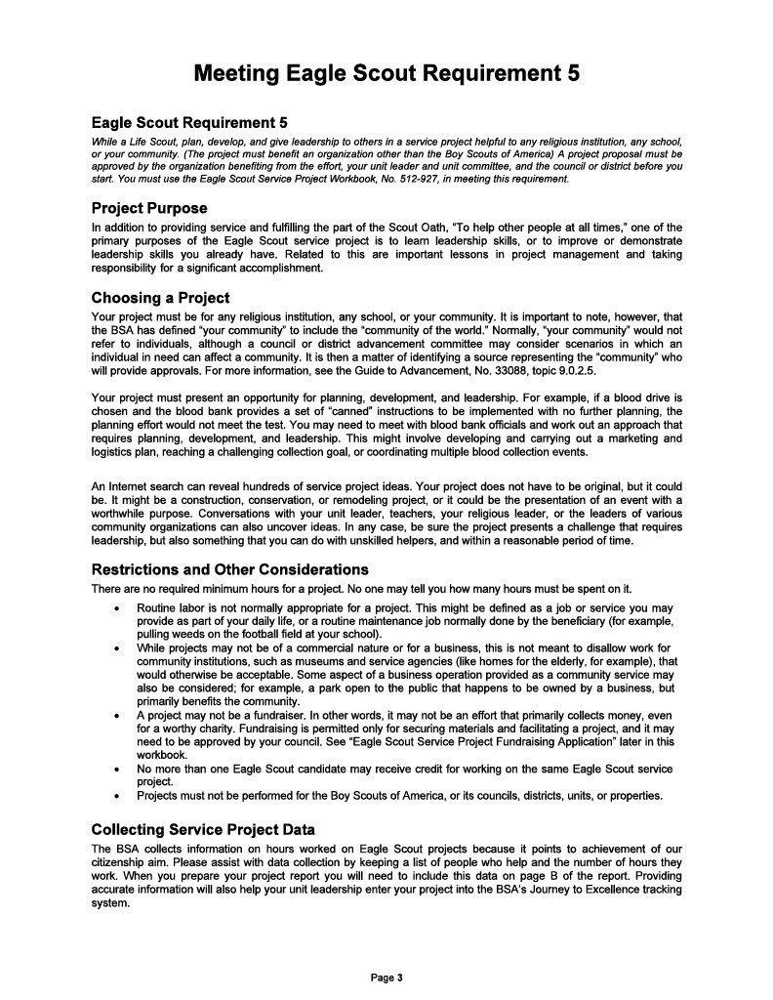 Meeting Eagle Scout Requirement 5
Eagle Scout Requirement 5
While a Life Scout, plan, develop, and give leadership to others in a service project helpful to any religious institution, any school,
or your community. (The project must benefit an organization other than the Boy Scouts of America) A project proposal must be
approved by the organization benefiting from the effort, your unit leader and unit committee, and the council or district before you
start. You must use the Eagle Scout Service Project Workbook, No. 512-927, in meeting this requirement.
Project Purpose
In addition to providing service and fulfilling the part of the Scout Oath, “To help other people at all times,” one of the
primary purposes of the Eagle Scout service project is to learn leadership skills, or to improve or demonstrate
leadership skills you already have. Related to this are important lessons in project management and taking
responsibility for a significant accomplishment.
Choosing a Project
Your project must be for any religious institution, any school, or your community. It is important to note, however, that
the BSA has defined “your community” to include the “community of the world.” Normally, “your community” would not
refer to individuals, although a council or district advancement committee may consider scenarios in which an
individual in need can affect a community. It is then a matter of identifying a source representing the “community” who
will provide approvals. For more information, see the Guide to Advancement, No. 33088, topic 9.0.2.5.
Your project must present an opportunity for planning, development, and leadership. For example, if a blood drive is
chosen and the blood bank provides a set of “canned” instructions to be implemented with no further planning, the
planning effort would not meet the test. You may need to meet with blood bank officials and work out an approach that
requires planning, development, and leadership. This might involve developing and carrying out a marketing and
logistics plan, reaching a challenging collection goal, or coordinating multiple blood collection events.
An Internet search can reveal hundreds of service project ideas. Your project does not have to be original, but it could
be. It might be a construction, conservation, or remodeling project, or it could be the presentation of an event with a
worthwhile purpose. Conversations with your unit leader, teachers, your religious leader, or the leaders of various
community organizations can also uncover ideas. In any case, be sure the project presents a challenge that requires
leadership, but also something that you can do with unskilled helpers, and within a reasonable period of time.
Restrictions and Other Considerations
There are no required minimum hours for a project. No one may tell you how many hours must be spent on it.
• Routine labor is not normally appropriate for a project. This might be defined as a job or service you may
provide as part of your daily life, or a routine maintenance job normally done by the beneficiary (for example,
pulling weeds on the football field at your school).
• While projects may not be of a commercial nature or for a business, this is not meant to disallow work for
community institutions, such as museums and service agencies (like homes for the elderly, for example), that
would otherwise be acceptable. Some aspect of a business operation provided as a community service may
also be considered; for example, a park open to the public that happens to be owned by a business, but
primarily benefits the community.
• A project may not be a fundraiser. In other words, it may not be an effort that primarily collects money, even
for a worthy charity. Fundraising is permitted only for securing materials and facilitating a project, and it may
need to be approved by your council. See “Eagle Scout Service Project Fundraising Application” later in this
workbook.
• No more than one Eagle Scout candidate may receive credit for working on the same Eagle Scout service
project.
• Projects must not be performed for the Boy Scouts of America, or its councils, districts, units, or properties.
Collecting Service Project Data
The BSA collects information on hours worked on Eagle Scout projects because it points to achievement of our
citizenship aim. Please assist with data collection by keeping a list of people who help and the number of hours they
work. When you prepare your project report you will need to include this data on page B of the report. Providing
accurate information will also help your unit leadership enter your project into the BSA’s Journey to Excellence tracking
system.
Page 3